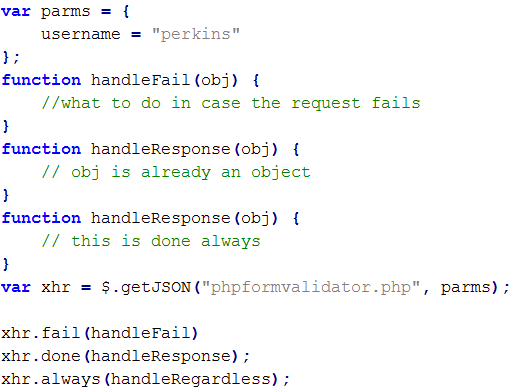 var parms = {
    username = "perkins"
};
function handleFail(obj) {
    //what to do in case the request fails
}
function handleResponse(obj) {
    // obj is already an object
}
function handleResponse(obj) {
    // this is done always
}
var xhr = $.getJSON("phpformvalidator.php", parms);

xhr.fail(handleFail)
xhr.done(handleResponse);
xhr.always(handleRegardless);